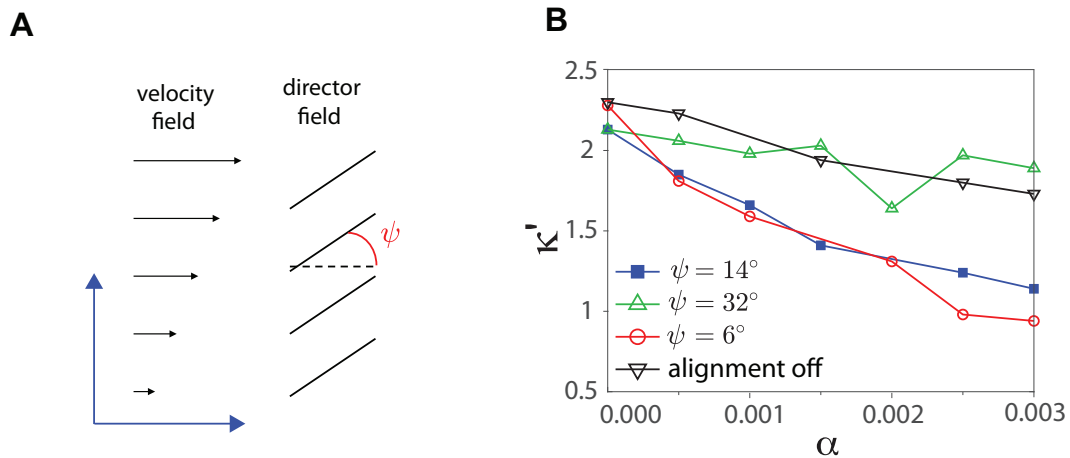 A
velocity
field
director
field
ψ
B
2.5
2
1.5
1
0.5
κ'
ψ = 14°
ψ = 32°
ψ = 6°
alignment off
0.000
0.001
0.002
0.003
α